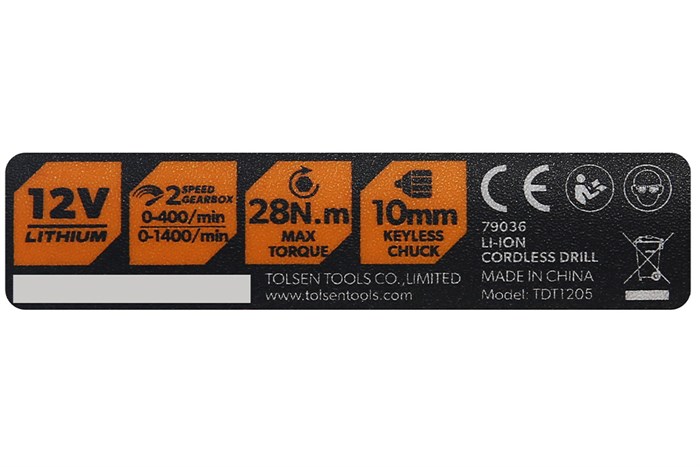 12V
LITHIUM
2 SPEED GEARBOX
0-400/min
0-1400/min
28N.m
MAX
TORQUE
10mm
KEYLESS
CHUCK
TOLSEN TOOLS CO.,LIMITED
www.tolsentools.com
CE
79036
LI-ION
CORDLESS DRILL
MADE IN CHINA
Model: TDT1205